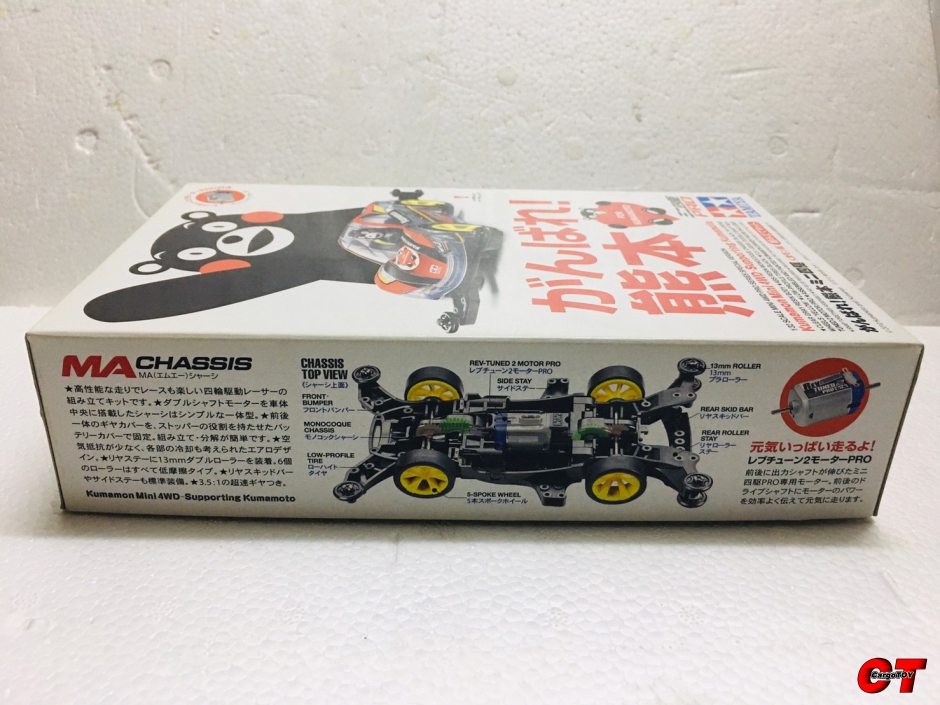 がんばれ!
熊本
TAMIYA
Kumamon Mini 4WD -Supporting Kumamoto
がんばれ!熊本 ミニ四駆
MA CHASSIS
MA(エムエー)シャーシ
★高性能な走りでレースも楽しい四輪駆動レーサーの
組み立てキットです。★ダブルシャフトモーターを車体
中央に搭載したシャーシはシンプルな一体型。★前後
一体のギヤカバーを、ストッパーの役割を持たせたバッ
テリーカバーで固定。組み立て・分解が簡単です。★空
気抵抗が少なく、各部の冷却も考えられたエアロデザ
イン。★リヤステーに13mmダブルローラーを装着。6個
のローラーはすべて低摩擦タイプ。★リヤスキッドバー
やサイドステーも標準装備。★3.5:1の超速ギヤつき。
Kumamon Mini 4WD -Supporting Kumamoto
CHASSIS
TOP VIEW
(シャーシ上面)
FRONT-
BUMPER
フロントバンパー
MONOCOQUE
CHASSIS
モノコックシャーシ
LOW-PROFILE
TIRE
ローハイト
タイヤ
REV-TUNED 2 MOTOR PRO
レブチューン2モーターPRO
SIDE STAY
サイドステー
5-SPOKE WHEEL
5本スポークホイール
13mm ROLLER
13mm
プラローラー
REAR SKID BAR
リヤスキッドバー
REAR ROLLER
STAY
リヤローラー
ステー
元気いっぱい走るよ!
レブチューン2モーターPRO
前後に出力シャフトが伸びたミニ
四駆PRO専用モーター。前後のド
ライブシャフトにモーターのパワー
を効率よく伝えて元気に走ります。
CT
CargoTOY